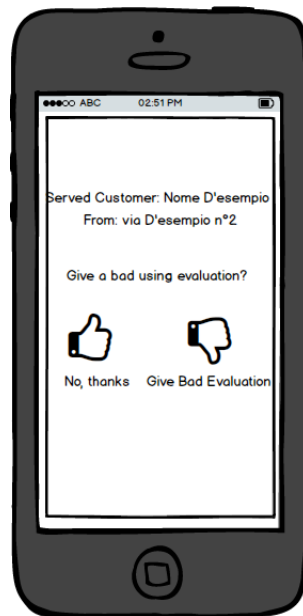 ABC 02:51 PM
Served Customer: Nome D'esempio
From: via D'esempio n°2
Give a bad using evaluation?
No, thanks Give Bad Evaluation